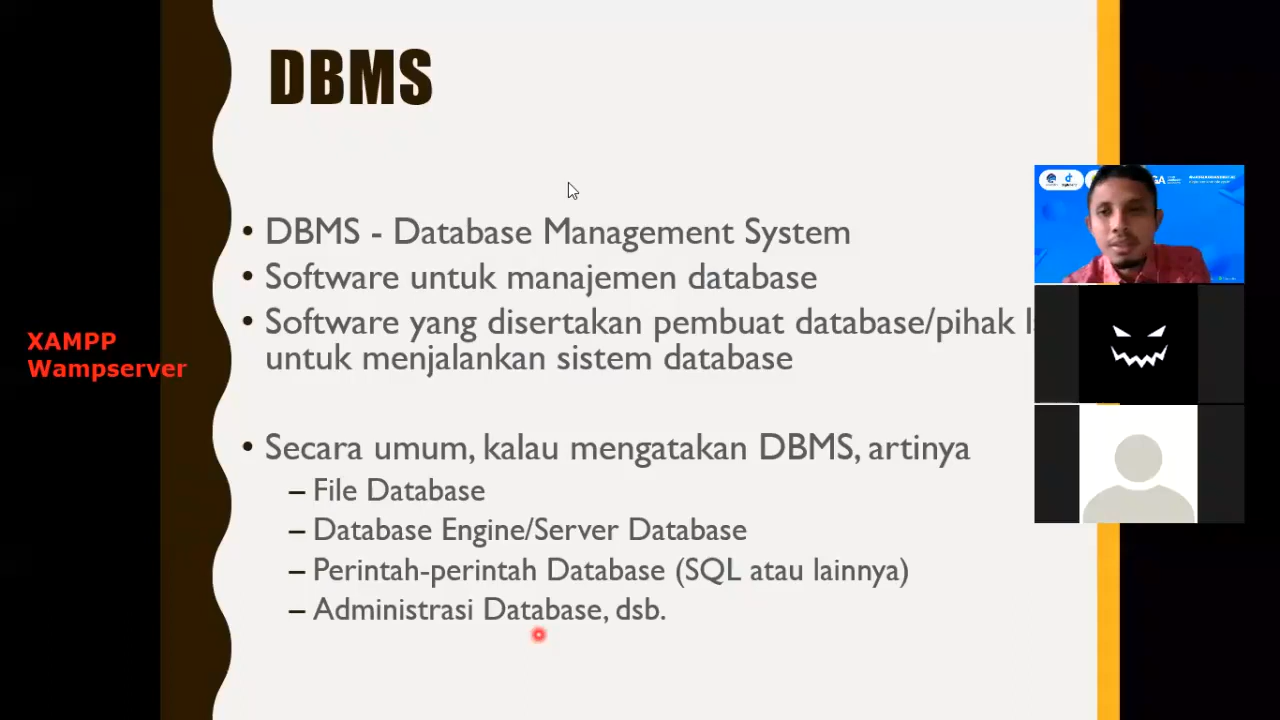 DBMS
• DBMS - Database Management System
• Software untuk manajemen database
• Software yang disertakan pembuat database/pihak
untuk menjalankan sistem database
XAMPP
Wampserver
• Secara umum, kalau mengatakan DBMS, artinya
– File Database
– Database Engine/Server Database
– Perintah-perintah Database (SQL atau lainnya)
– Administrasi Database, dsb.